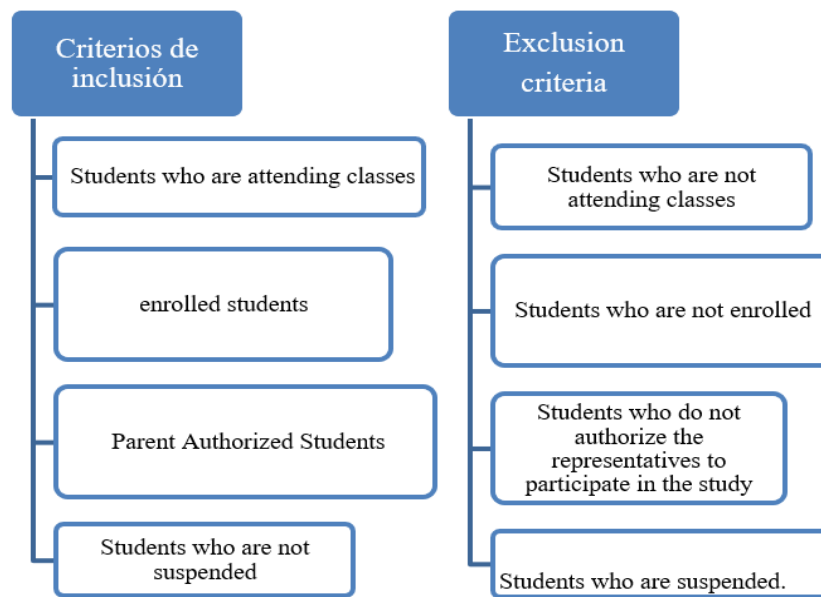 Criterios de
inclusión
Students who are attending classes
enrolled students
Parent Authorized Students
Students who are not
suspended
Exclusion
criteria
Students who are not
attending classes
Students who are not enrolled
Students who do not
authorize the
representatives to
participate in the study
Students who are suspended.